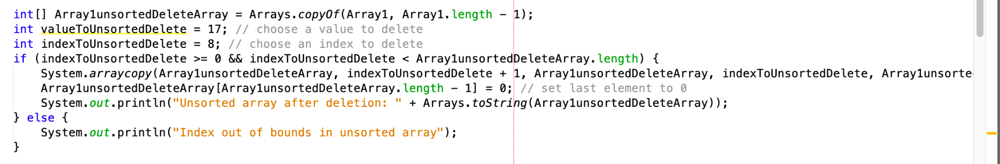 int[] Array1unsortedDeleteArray = Arrays.copyOf(Array1, Array1.length - 1);
int valueToUnsortedDelete = 17; // choose a value to delete
int indexToUnsortedDelete = 8; // choose an index to delete
if (indexToUnsortedDelete >= 0 && indexToUnsortedDelete < Array1unsortedDeleteArray.length) {
    System.arraycopy(Array1unsortedDeleteArray, indexToUnsortedDelete + 1, Array1unsortedDeleteArray, indexToUnsortedDelete, Array1unsorte
    Array1unsortedDeleteArray[Array1unsortedDeleteArray.length - 1] = 0; // set last element to 0
    System.out.println("Unsorted array after deletion: " + Arrays.toString(Array1unsortedDeleteArray));
} else {
    System.out.println("Index out of bounds in unsorted array");
}